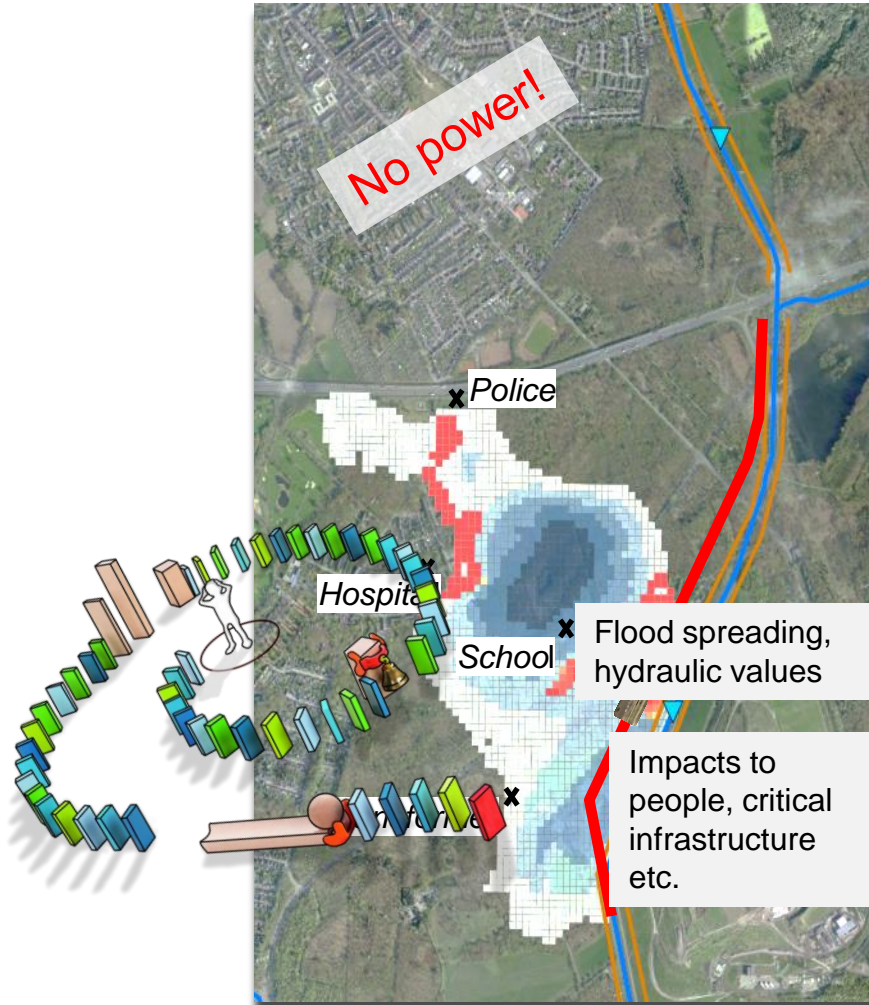 No power!
Police
Hospital
School
Flood spreading,
hydraulic values
Impacts to
people, critical
infrastructure
etc.